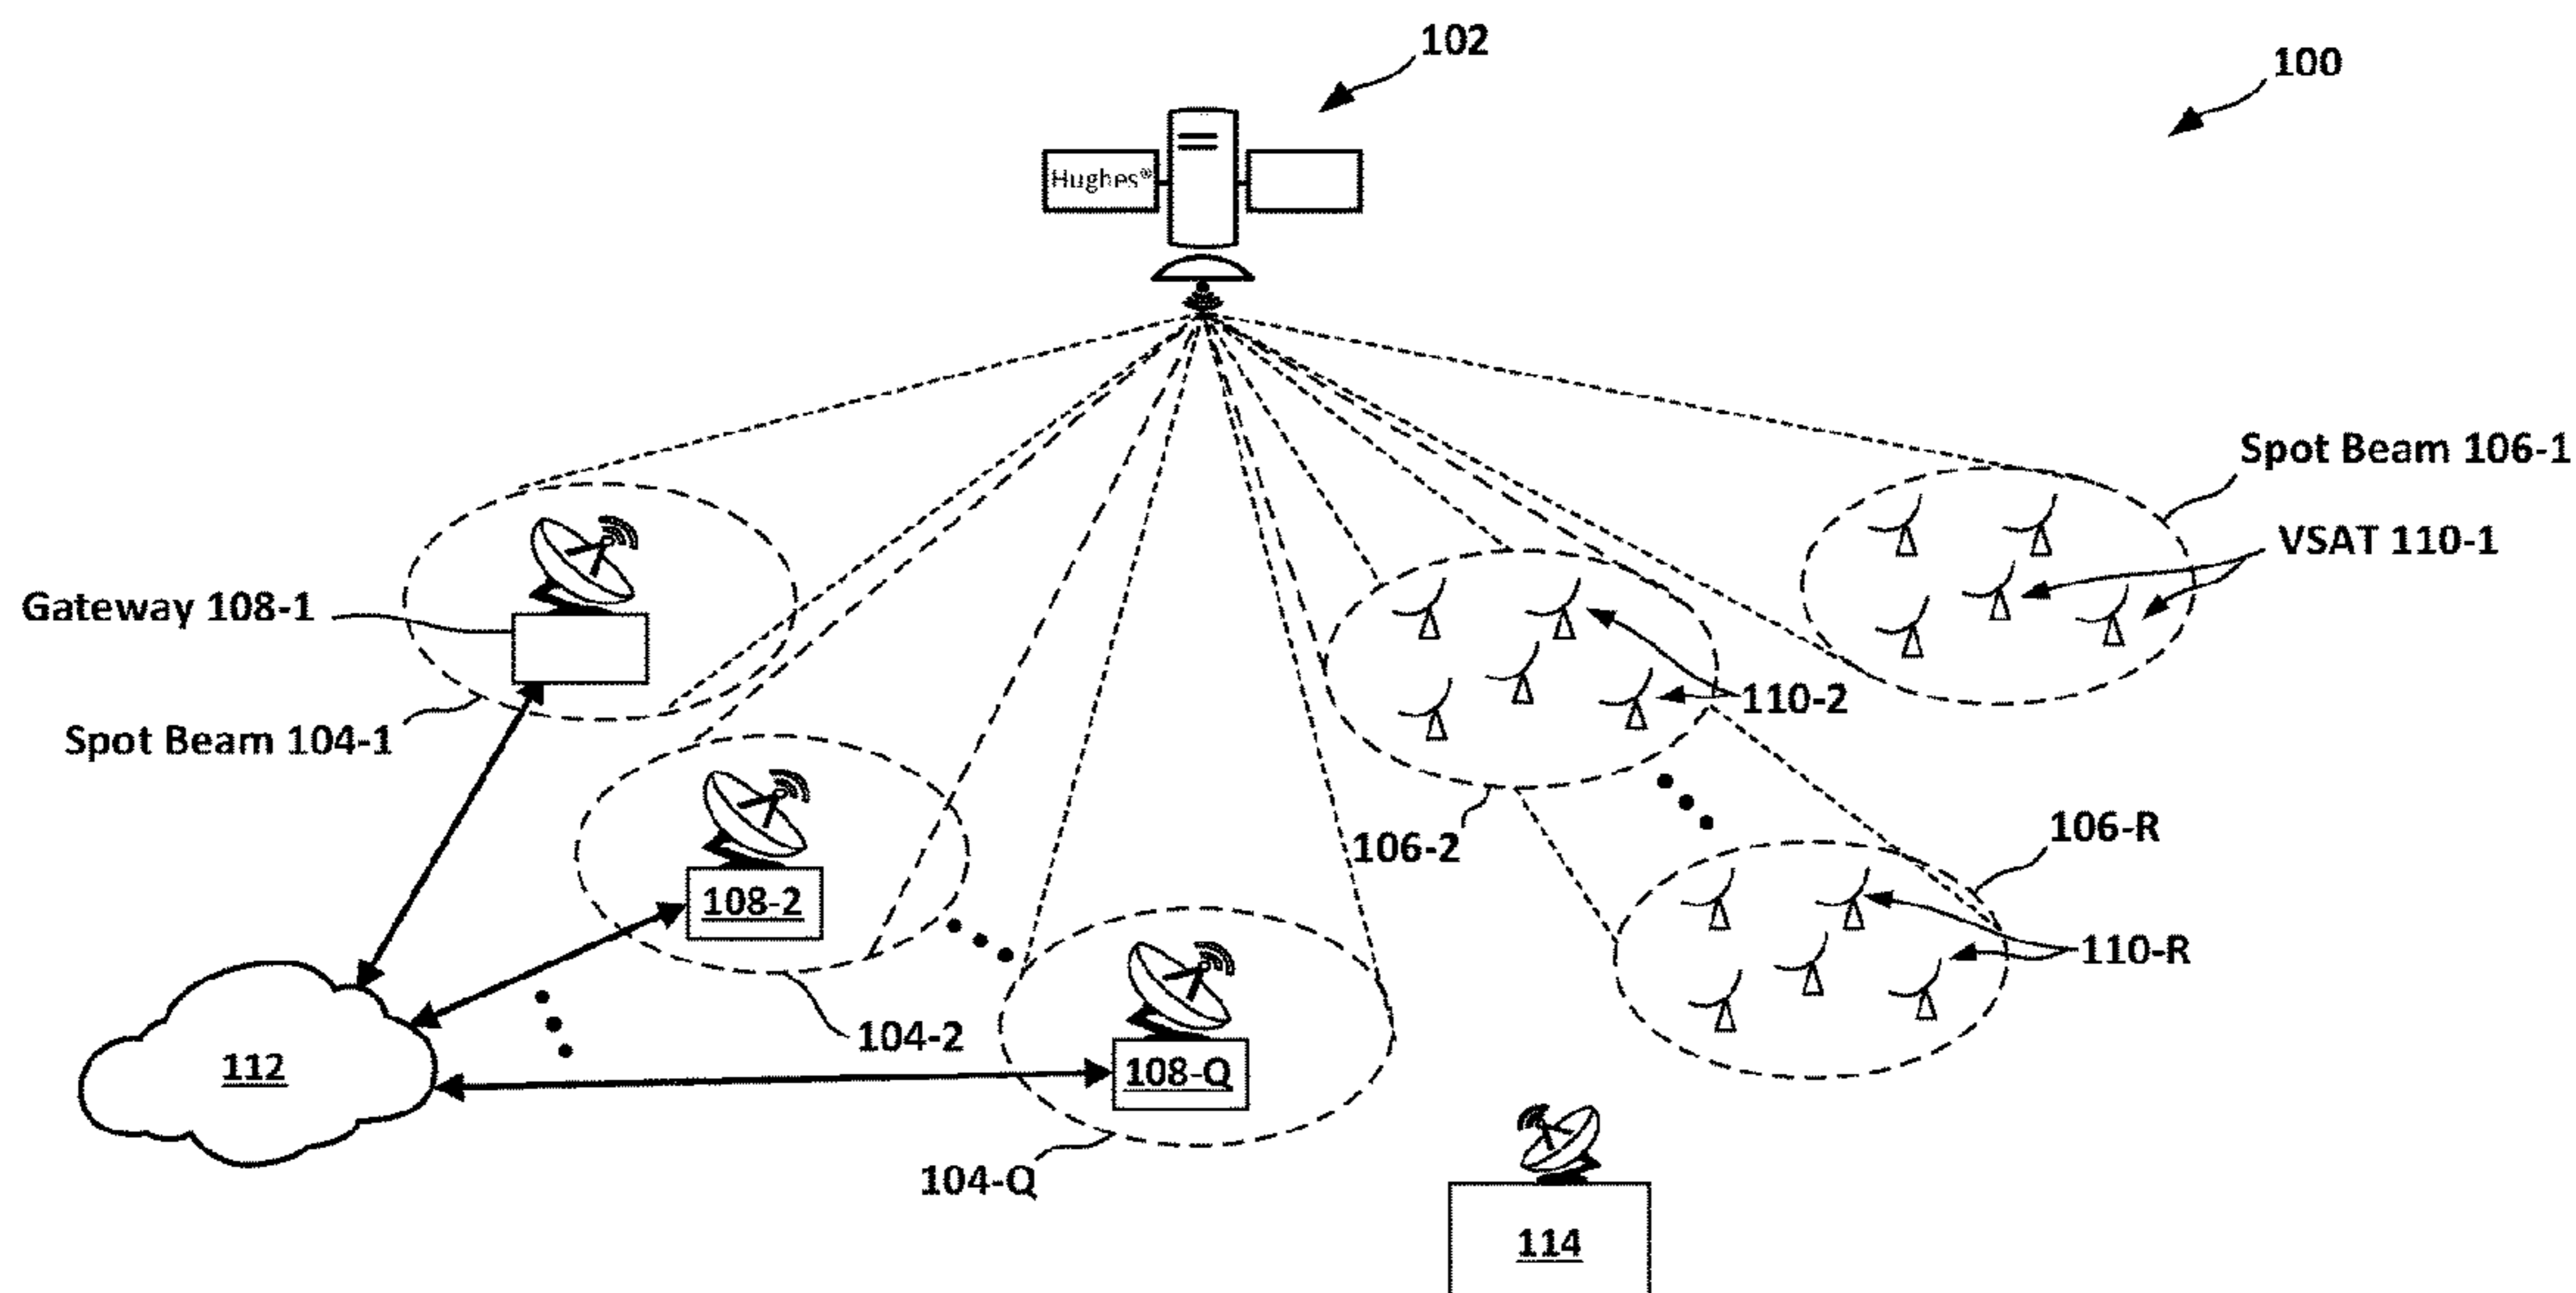 102
100
Hughes®
Spot Beam 106-1
VSAT 110-1
Gateway 108-1
110-2
Spot Beam 104-1
106-R
106-2
108-2
110-R
104-2
112
108-Q
104-Q
114